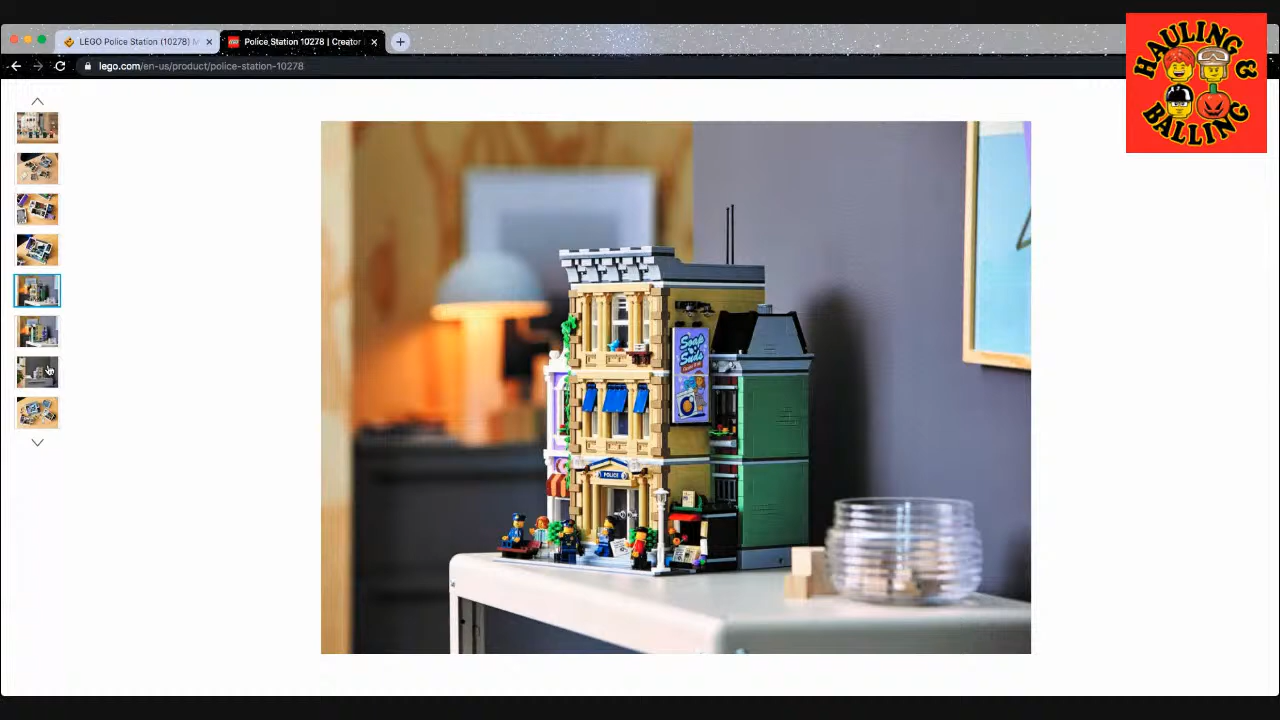 LEGO Police Station (10278)
Police Station 10278 | Creator
lego.com/en-us/product/police-station-10278
HAULING &
BALLING
Soap
'n'
Suds
POLICE